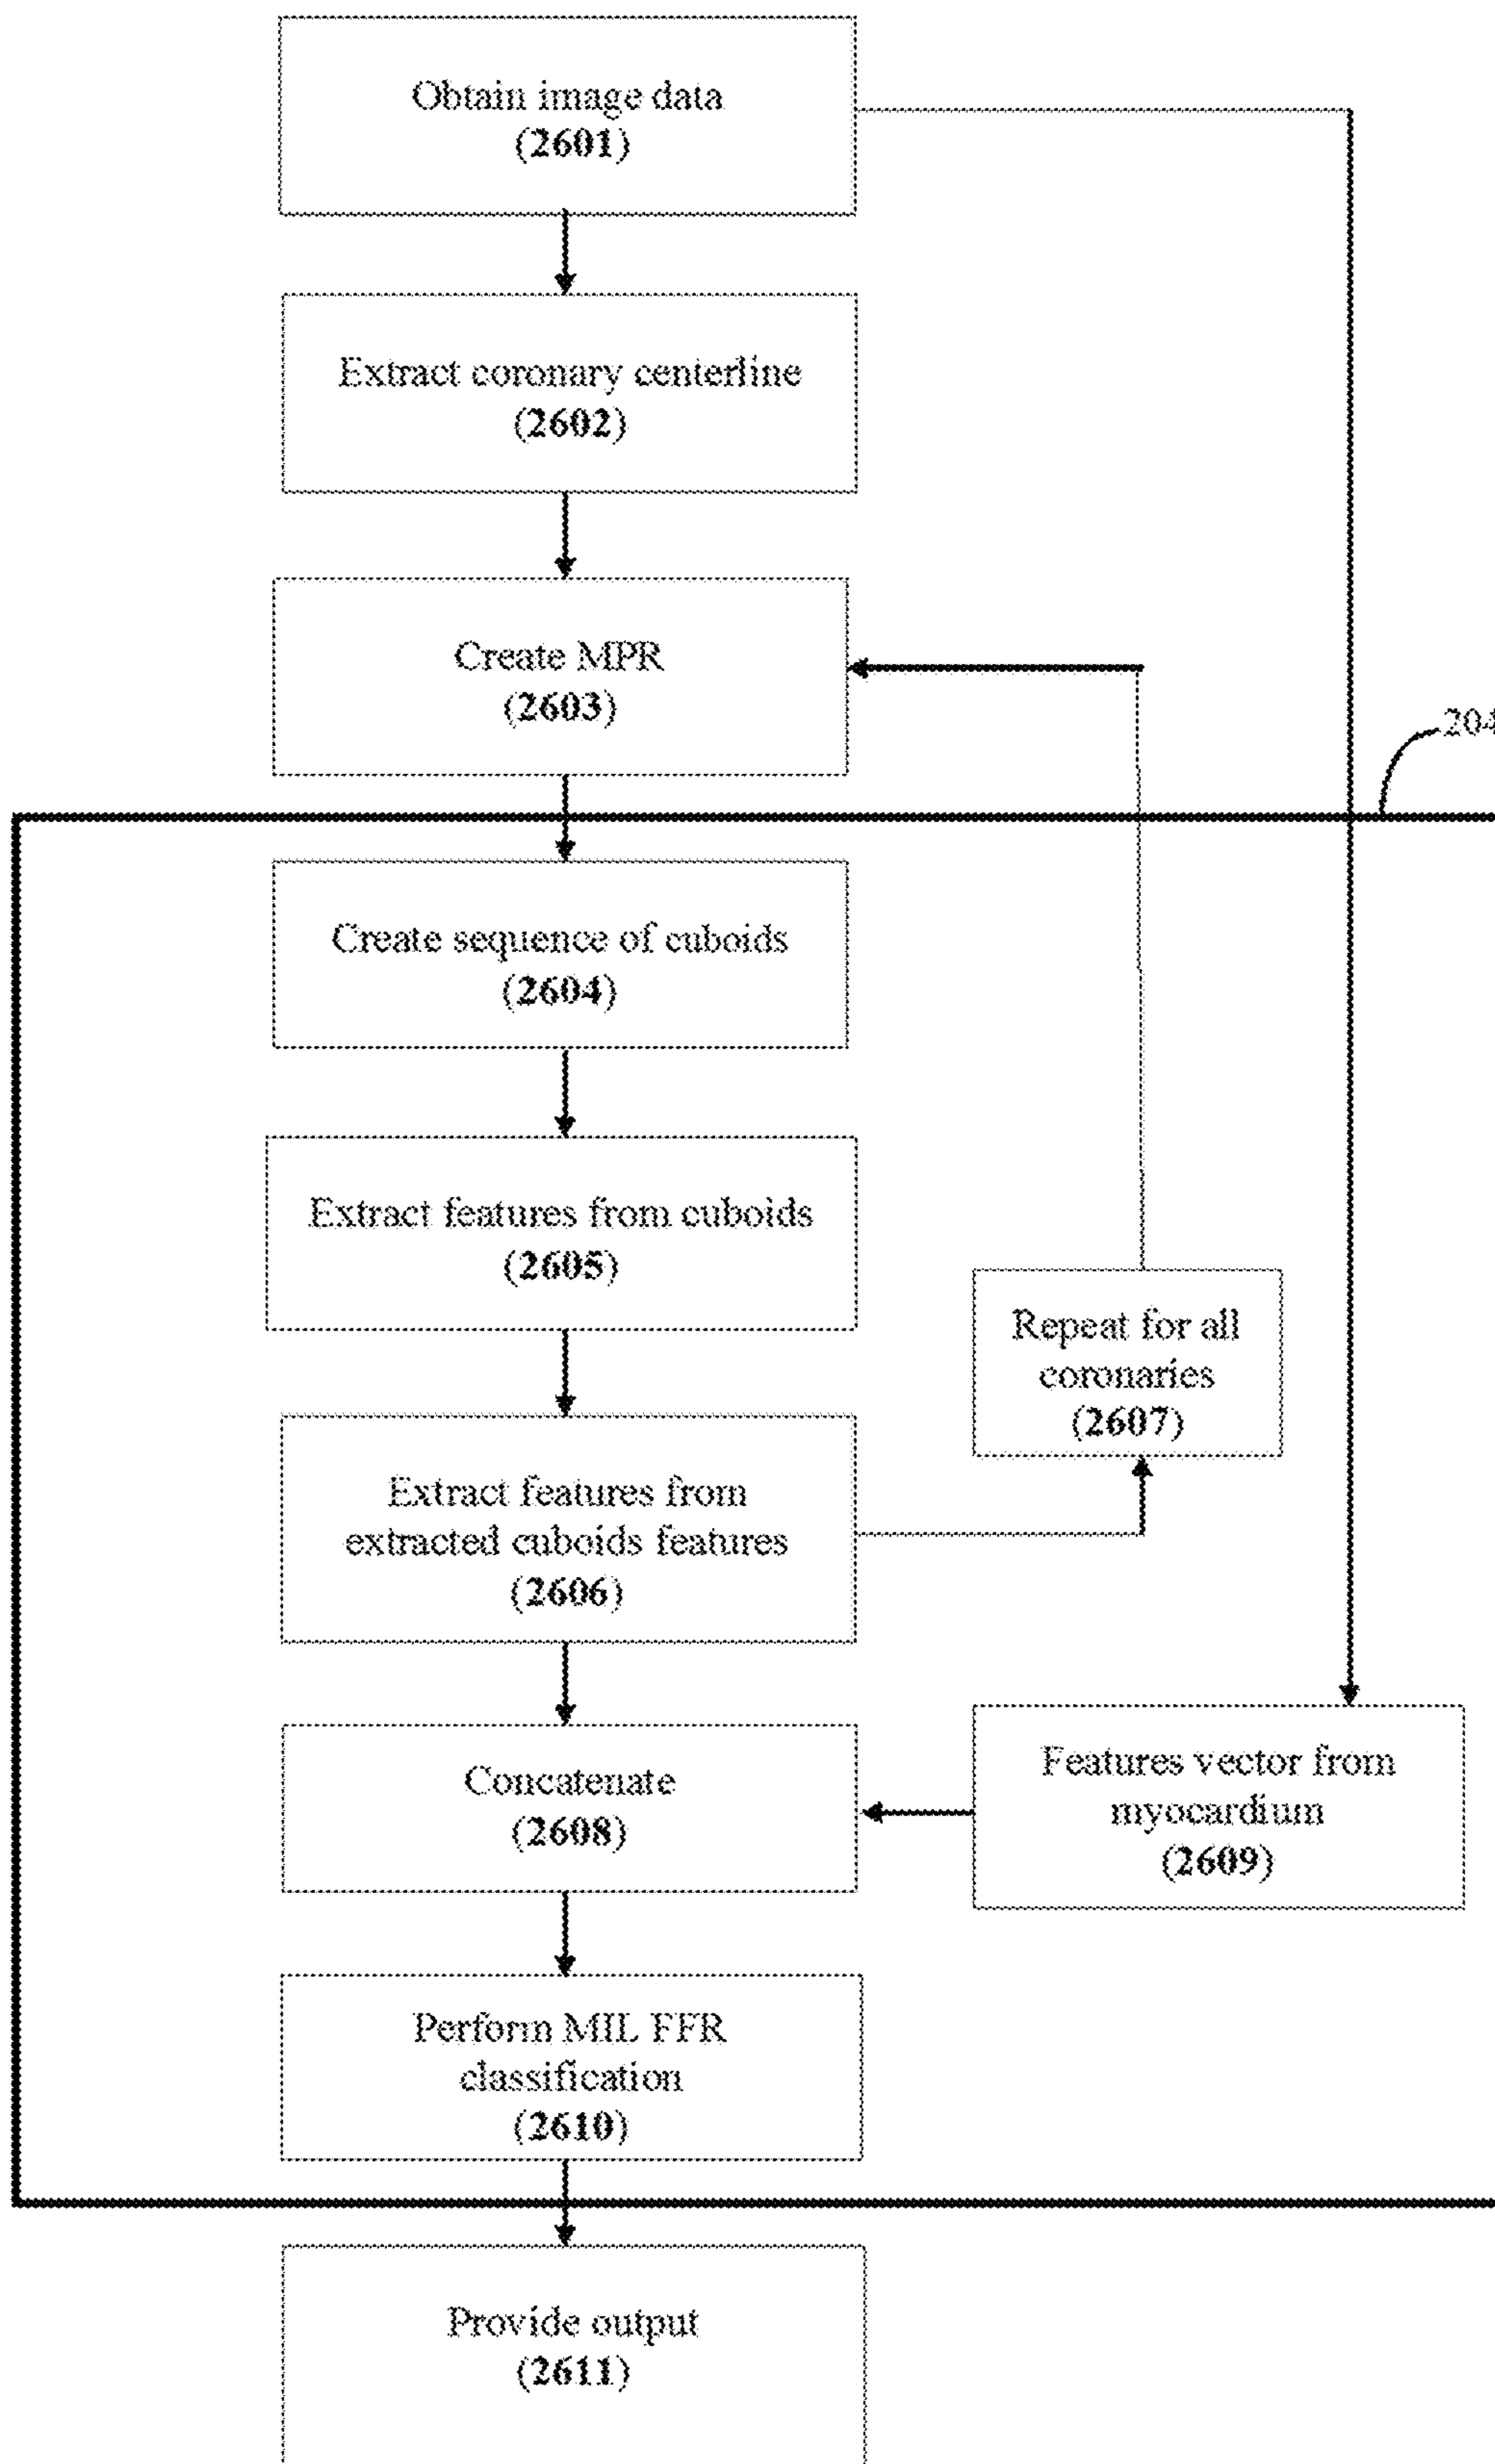 Obtain image data
(2601)
Extract coronary centerline
(2602)
Create MPR
(2603)
204
Create sequence of cuboids
(2604)
Extract features from cuboids
(2605)
Repeat for all
coronaries
(2607)
Extract features from
extracted cuboids features
(2606)
Concatenate
(2608)
Features vector from
myocardium
(2609)
Perform MIL FFR
classification
(2610)
Provide output
(2611)